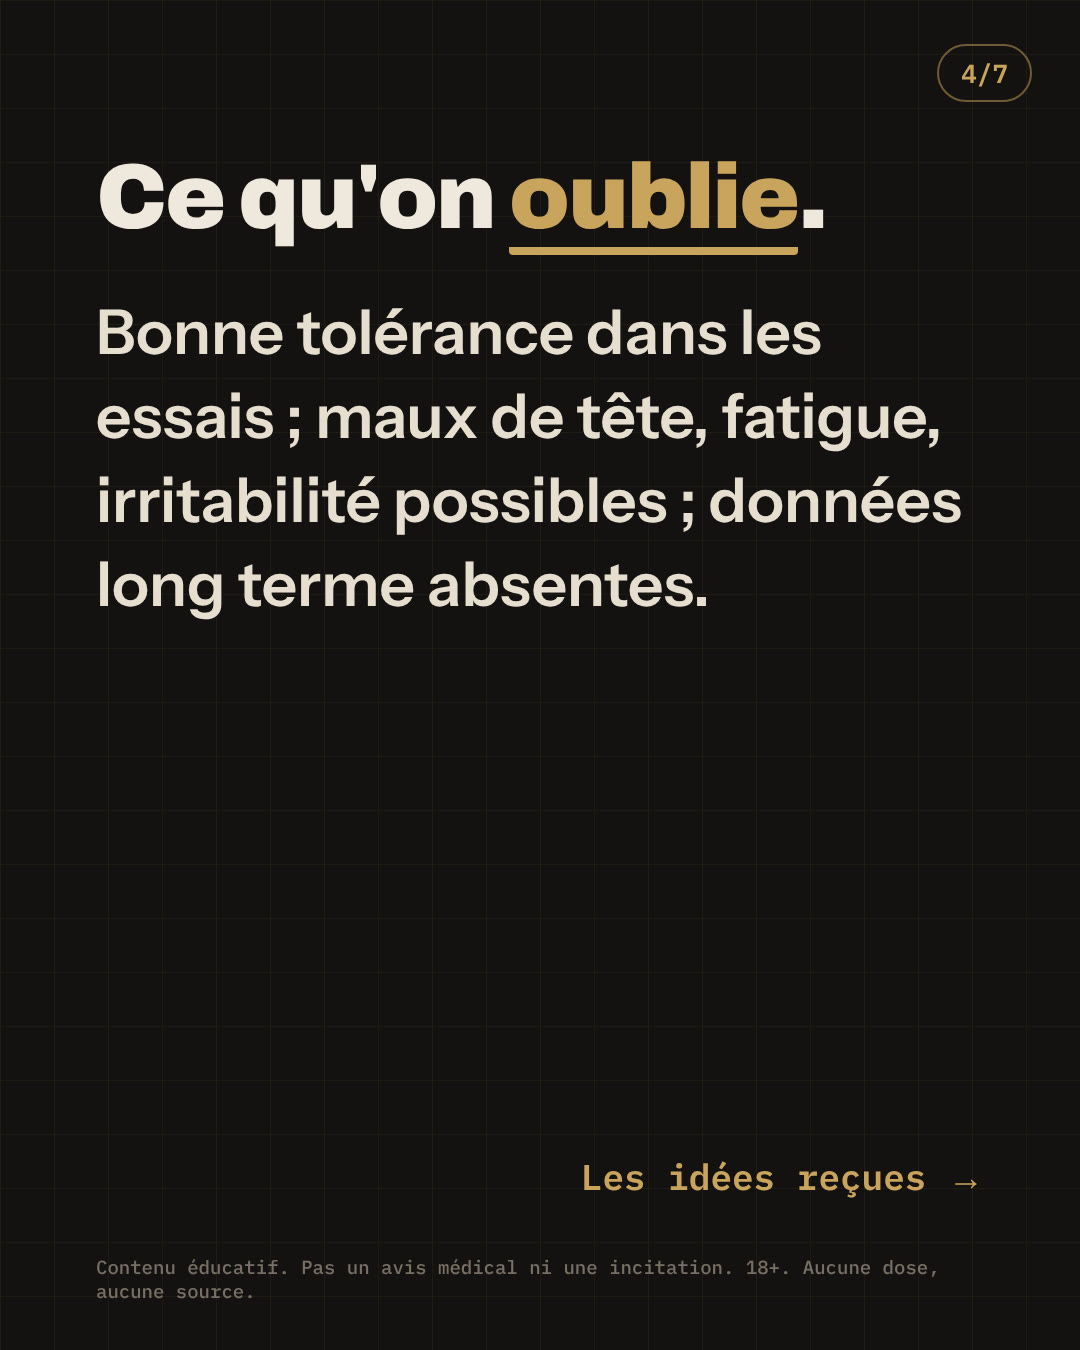 4/7
Ce qu'on oublie.
Bonne tolérance dans les
essais ; maux de tête, fatigue,
irritabilité possibles ; données
long terme absentes.
Les idées reçues →
Contenu éducatif. Pas un avis médical ni une incitation. 18+. Aucune dose,
aucune source.